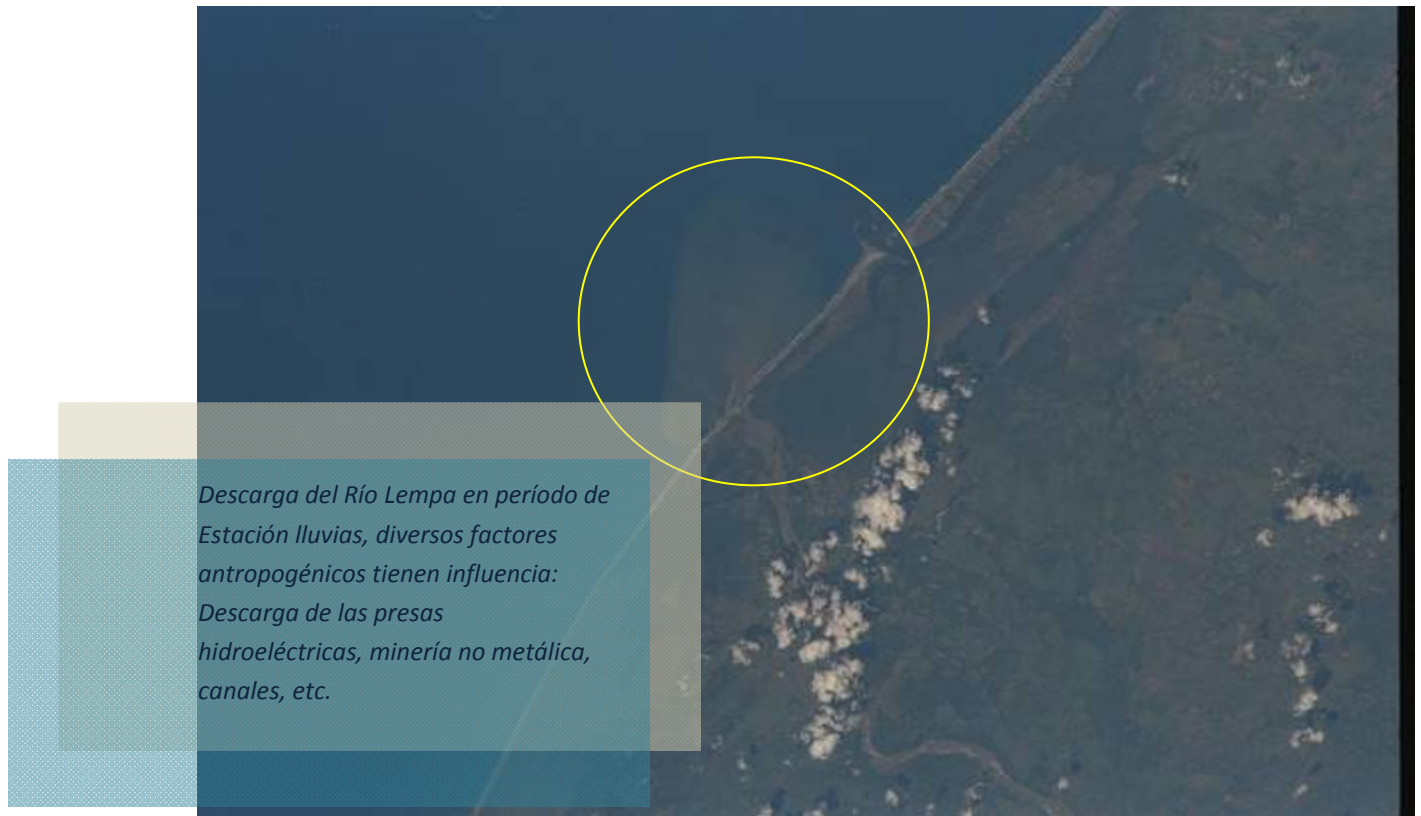 Descarga del Río Lempa en período de
Estación lluvias, diversos factores
antropogénicos tienen influencia:
Descarga de las presas
hidroeléctricas, minería no metálica,
canales, etc.